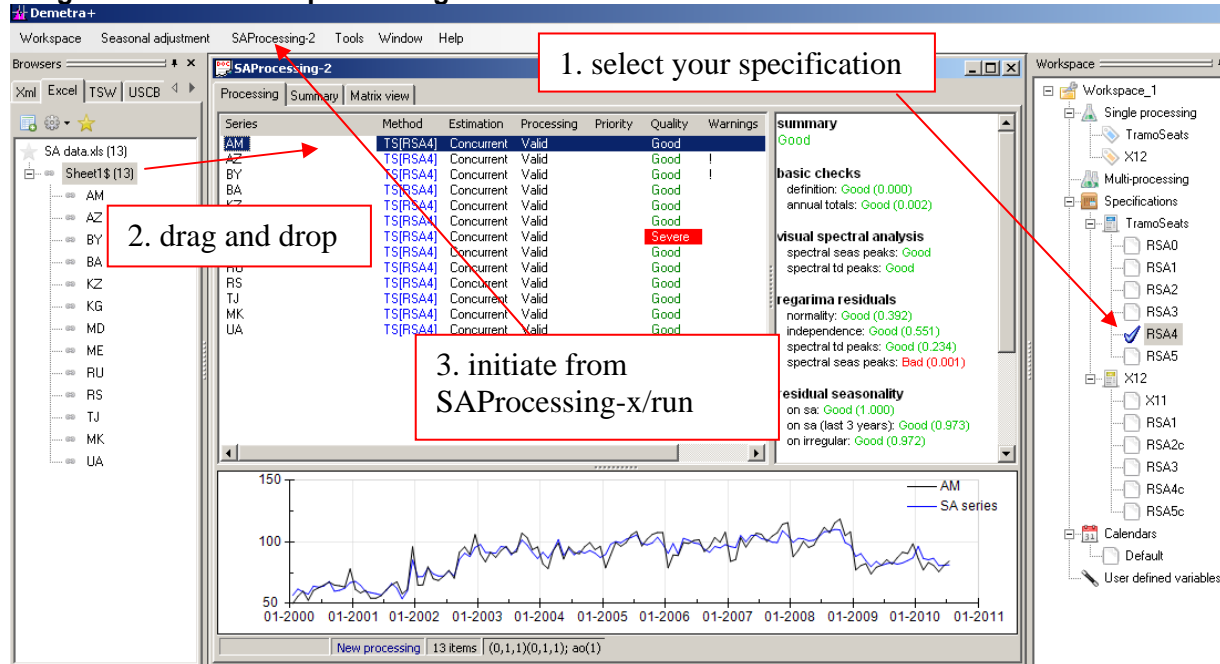 Demetra+
Workspace Seasonal adjustment SAProcessing-2 Tools Window Help
Browsers
Xml Excel TSW USCB
SA data.xls (13)
Sheet1$ (13)
AM
AZ
BY
BA
KZ
KG
MD
ME
RU
RS
TJ
MK
UA
SAProcessing-2
Processing Summary Matrix view
Series Method Estimation Processing Priority Quality Warnings
AM TS[RSA4] Concurrent Valid Good
AZ TS[RSA4] Concurrent Valid Good !
BY TS[RSA4] Concurrent Valid Good !
BA TS[RSA4] Concurrent Valid Good
KZ TS[RSA4] Concurrent Valid Good
TS[RSA4] Concurrent Valid Good
TS[RSA4] Concurrent Valid Severe
TS[RSA4] Concurrent Valid Good
RU TS[RSA4] Concurrent Valid Good
RS TS[RSA4] Concurrent Valid Good
TJ TS[RSA4] Concurrent Valid Good
MK TS[RSA4] Concurrent Valid Good
UA TS[RSA4] Concurrent Valid Good
summary
Good
basic checks
definition: Good (0.000)
annual totals: Good (0.002)
visual spectral analysis
spectral seas peaks: Good
spectral td peaks: Good
regarima residuals
normality: Good (0.392)
independence: Good (0.551)
spectral td peaks: Good (0.234)
spectral seas peaks: Bad (0.001)
residual seasonality
on sa: Good (1.000)
on sa (last 3 years): Good (0.973)
on irregular: Good (0.972)
1. select your specification
2. drag and drop
3. initiate from
SAProcessing-x/run
150
100
50
01-2000 01-2001 01-2002 01-2003 01-2004 01-2005 01-2006 01-2007 01-2008 01-2009 01-2010 01-2011
AM
SA series
New processing 13 items (0,1,1)(0,1,1); ao(1)
Workspace
Workspace_1
Single processing
TramoSeats
X12
Multi-processing
Specifications
TramoSeats
RSA0
RSA1
RSA2
RSA3
RSA4
RSA5
X12
X11
RSA1
RSA2c
RSA3
RSA4c
RSA5c
Calendars
Default
User defined variables